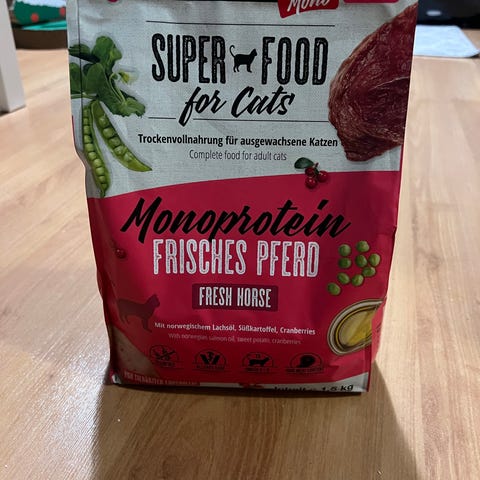 Mono
SUPER FOOD
for Cats
Trockenvollnahrung für ausgewachsene Katzen
Complete food for adult cats
Monoprotein
FRISCHES PFERD
FRESH HORSE
Mit norwegischem Lachsöl, Süßkartoffel, Cranberries
With norwegian salmon oil, sweet potato, cranberries
1,5 kg